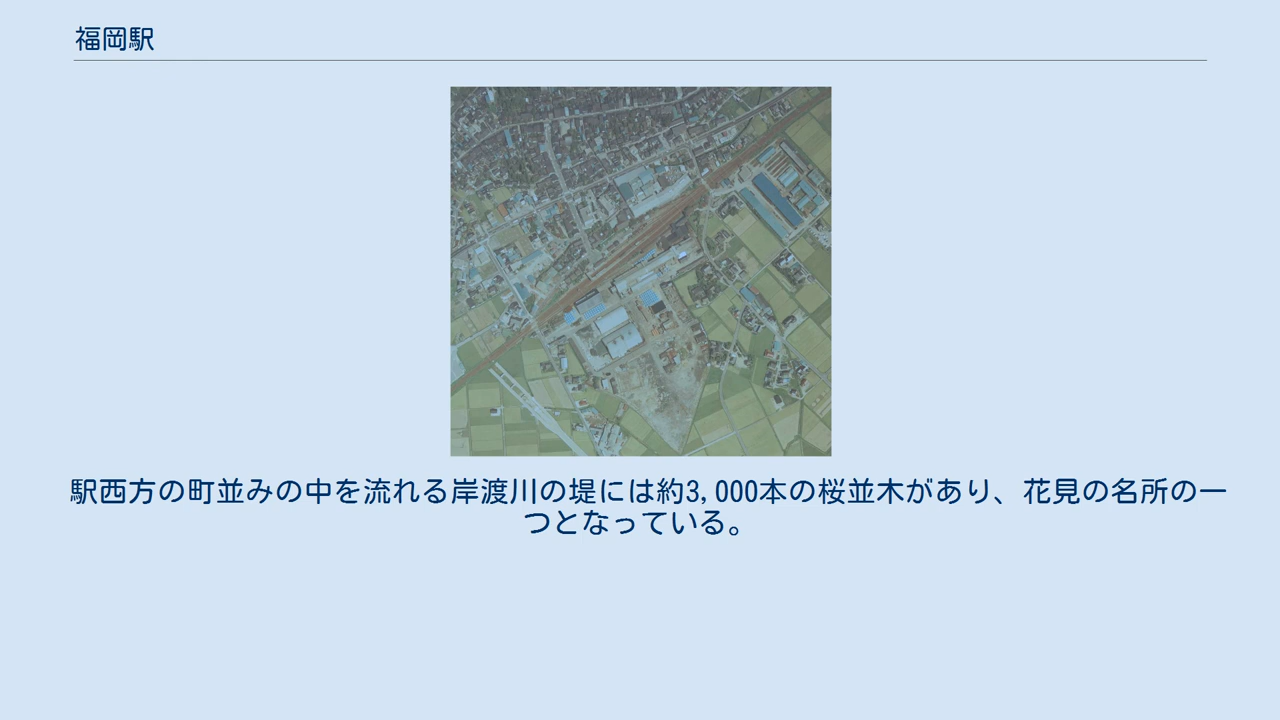 福岡駅
駅西方の町並みの中を流れる岸渡川の堤には約3,000本の桜並木があり、花見の名所の一
つとなっている。